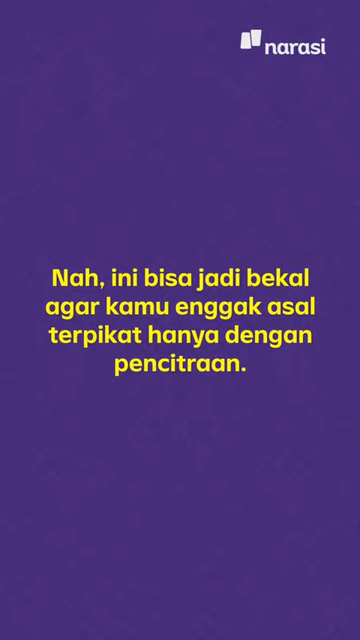 narasi
Nah, ini bisa jadi bekal
agar kamu enggak asal
terpikat hanya dengan
pencitraan.